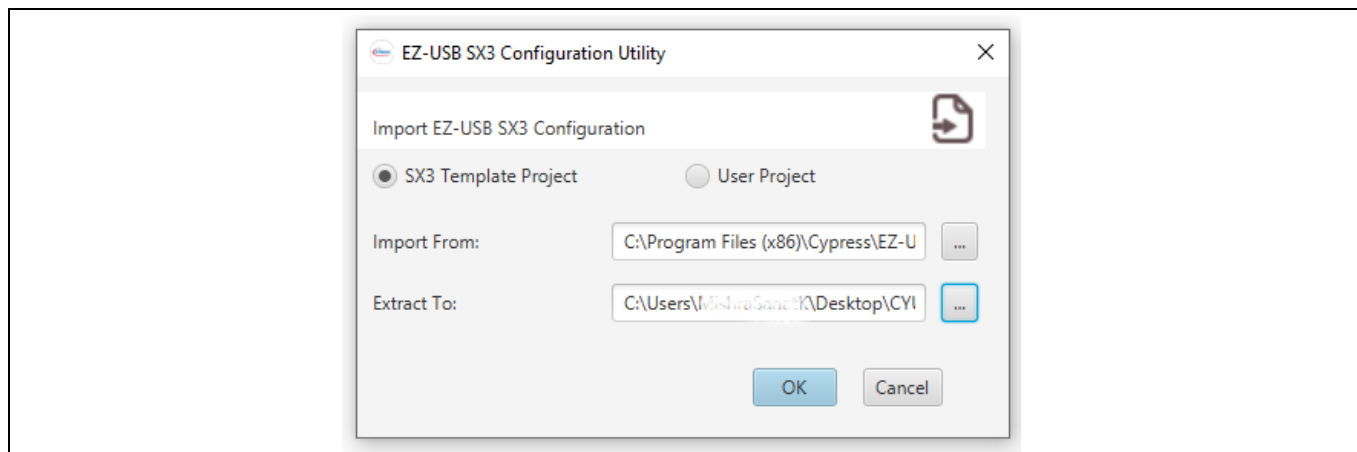 EZ-USB SX3 Configuration Utility
Import EZ-USB SX3 Configuration
SX3 Template Project User Project
Import From: C:\Program Files (x86)\Cypress\EZ-U ...
Extract To: C:\Users\ \Desktop\CYU ...
OK Cancel